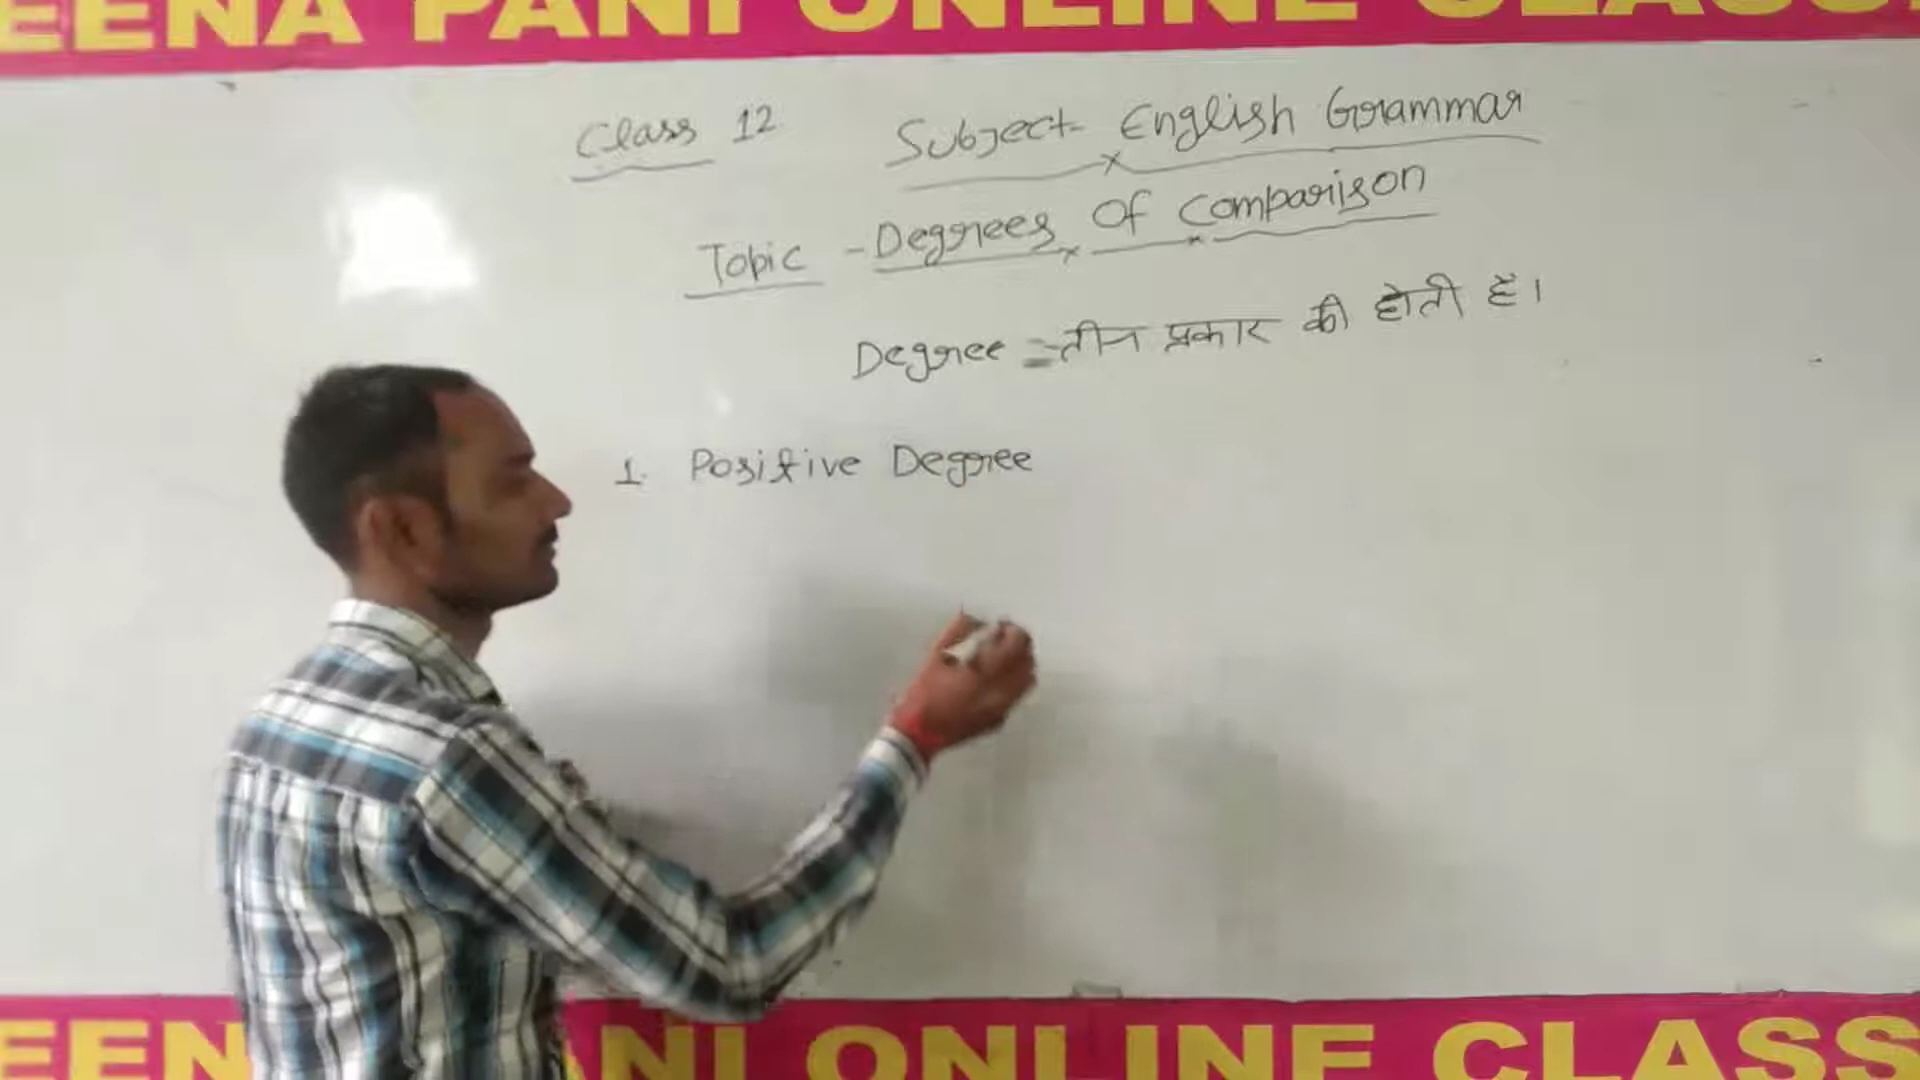 EENA PANI ONLINE CLASS
Class 12 Subject- English Grammar
Topic - Degrees Of Comparison
Degree :- तीन प्रकार की होती हैं।
1. Positive Degree
EEN ANI ONLINE CLASS